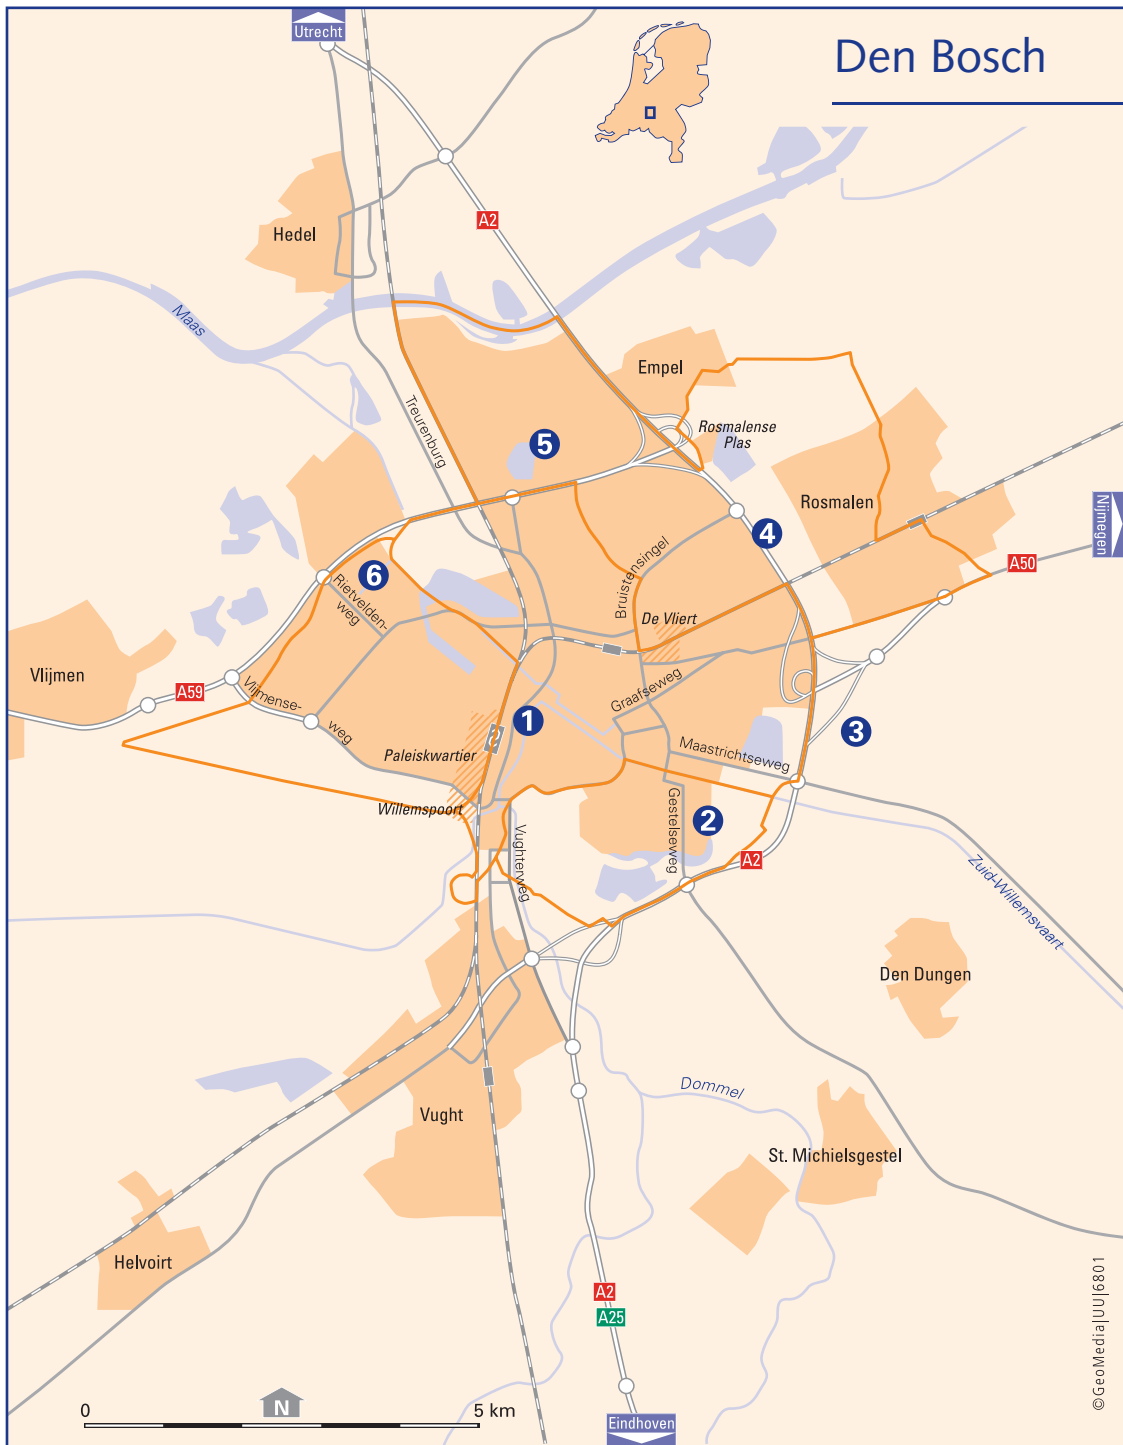 Utrecht
Den Bosch
A2
Hedel
Maas
Empel
Treurenburg
Rosmalense
Plas
5
Rosmalen
Nijmegen
4
A50
6
Bruistensingel
Rietvelden-
weg
De Vliert
Vlijmen
A59
Vlijmense-
weg
Graafseweg
1
3
Maastrichtseweg
Paleiskwartier
Willemspoort
Gestelseweg
2
Vughterweg
A2
Zuid-Willemsvaart
Den Dungen
Dommel
Vught
St. Michielsgestel
Helvoirt
A2
A25
N
0
5 km
Eindhoven
©GeoMedia|UU|6801